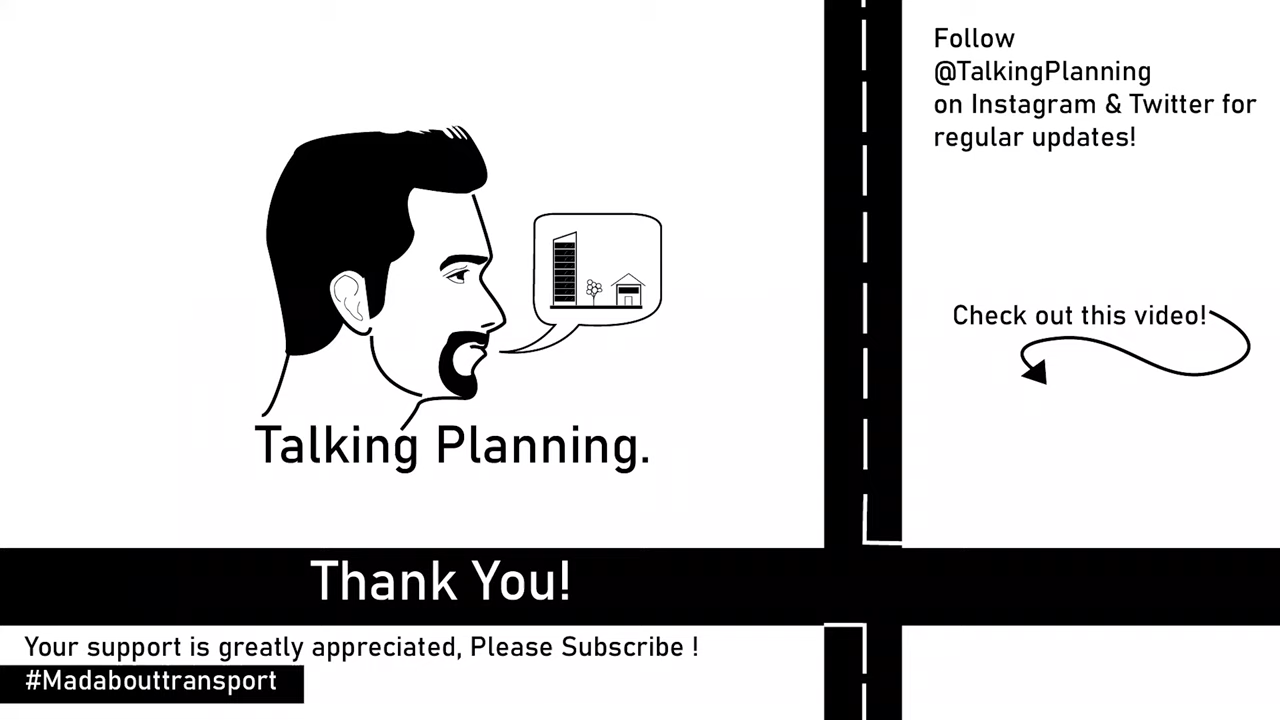 Follow
@TalkingPlanning
on Instagram & Twitter for
regular updates!
Check out this video!
Talking Planning.
Thank You!
Your support is greatly appreciated, Please Subscribe !
#Madabouttransport